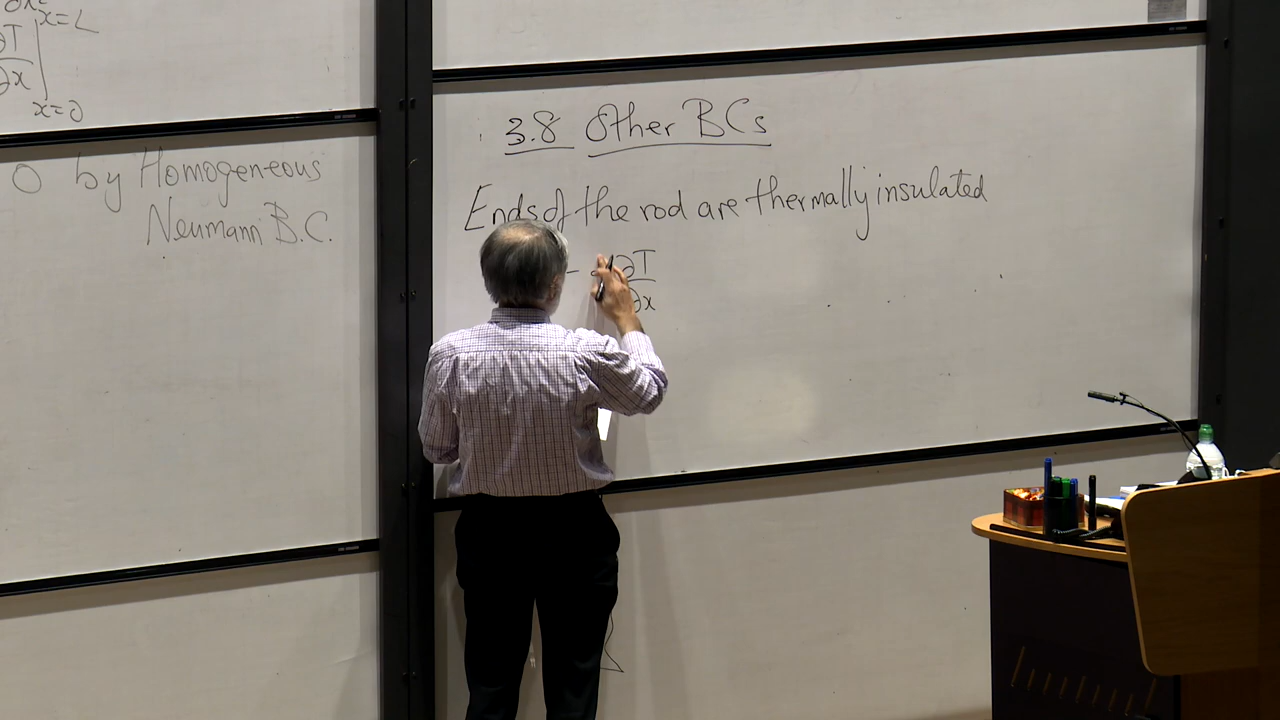 x=L
∂T
∂x
x=0
0 by Homogeneous
Neumann B.C.
3.8 Other BCs
Ends of the rod are thermally insulated
∂T
∂x